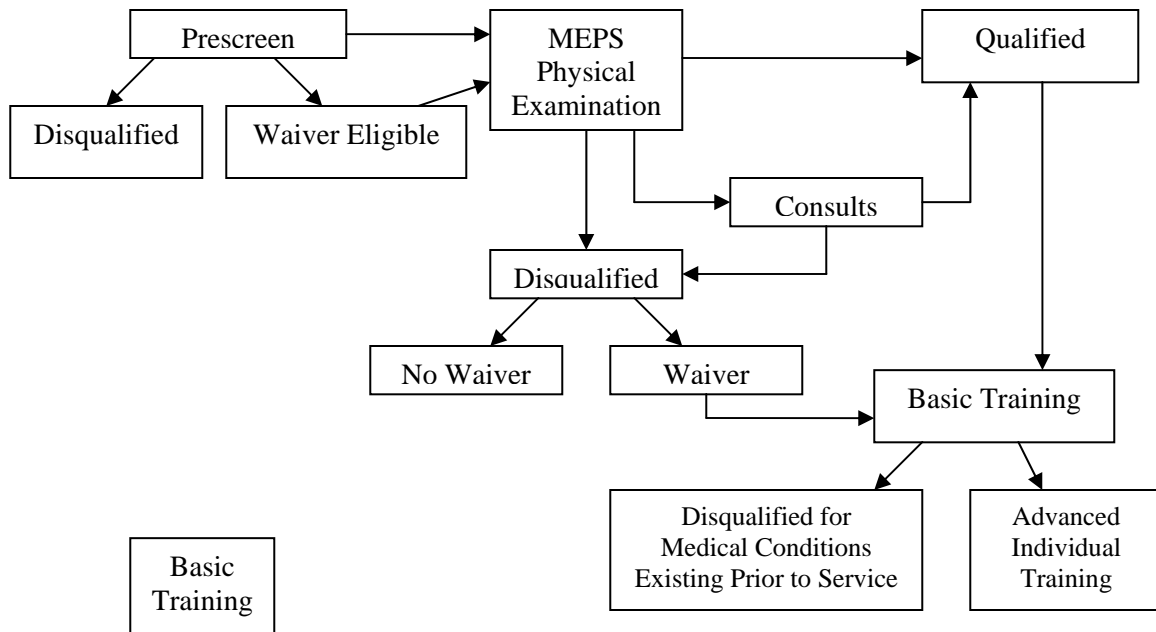 Prescreen
MEPS
Physical
Examination
Qualified
Disqualified
Waiver Eligible
Consults
Disqualified
No Waiver
Waiver
Basic Training
Disqualified for
Medical Conditions
Existing Prior to Service
Advanced
Individual
Training
Basic
Training